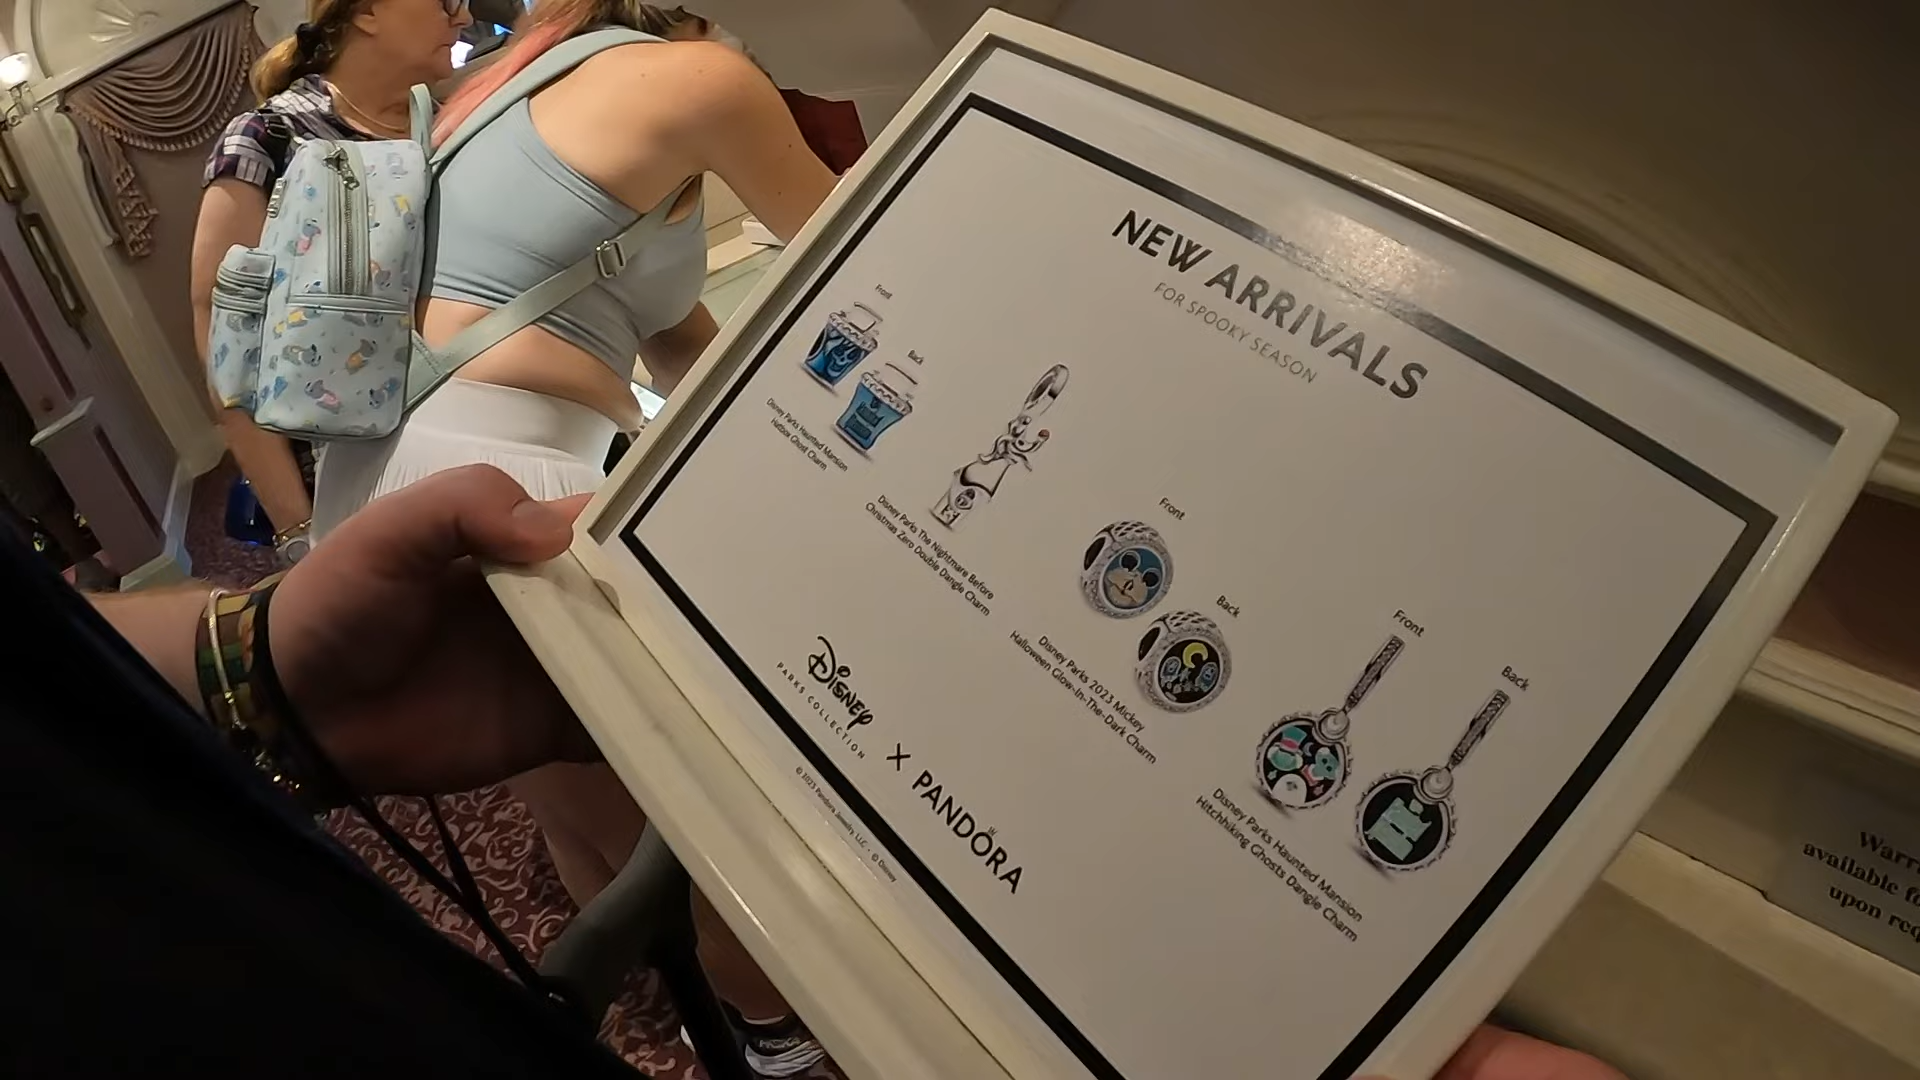 NEW ARRIVALS
FOR SPOOKY SEASON
Front
Back
Disney Parks Haunted Mansion
Hatbox Ghost Charm
Disney Parks The Nightmare Before
Christmas Zero Double Dangle Charm
Front
Back
Disney Parks 2023 Mickey
Halloween Glow-In-The-Dark Charm
Front
Back
Disney Parks Haunted Mansion
Hitchhiking Ghosts Dangle Charm
Disney
PARKS COLLECTION
X PANDORA
© 2023 Pandora Jewelry, LLC • © Disney
available
upon